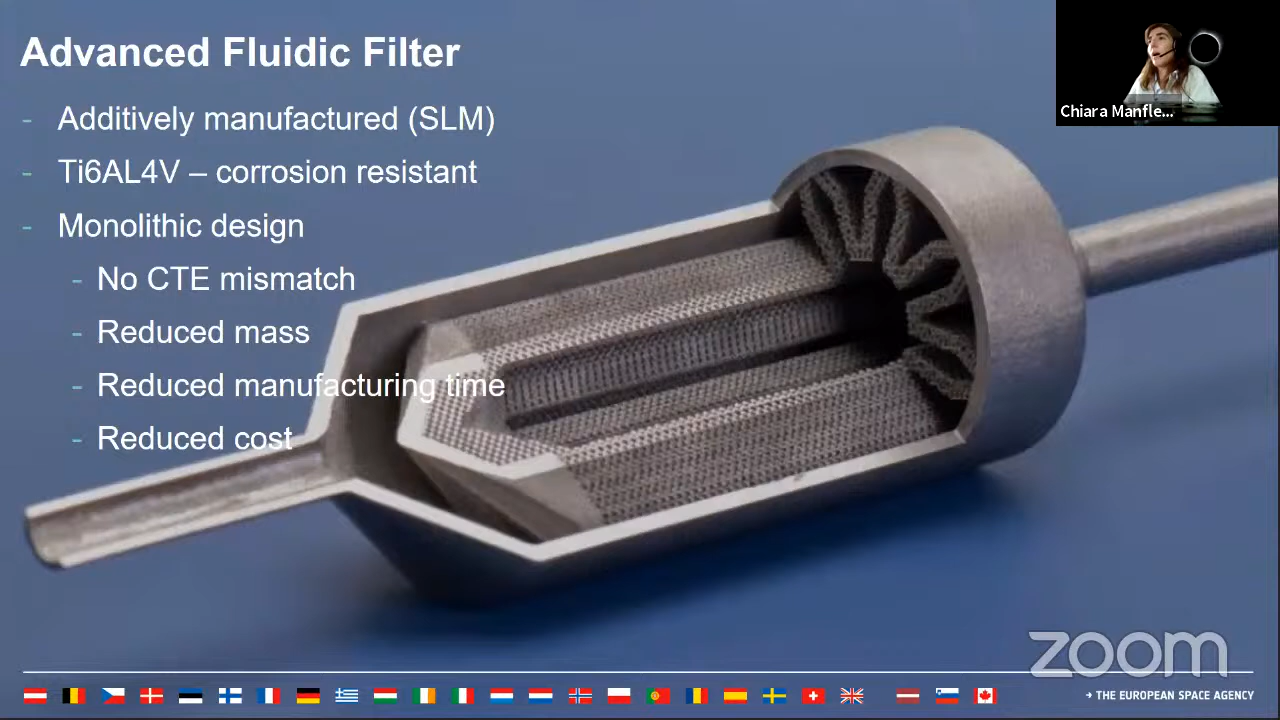 Advanced Fluidic Filter
- Additively manufactured (SLM)
- Ti6AL4V – corrosion resistant
- Monolithic design
- No CTE mismatch
- Reduced mass
- Reduced manufacturing time
- Reduced cost
Chiara Manfle...
zoom
→ THE EUROPEAN SPACE AGENCY